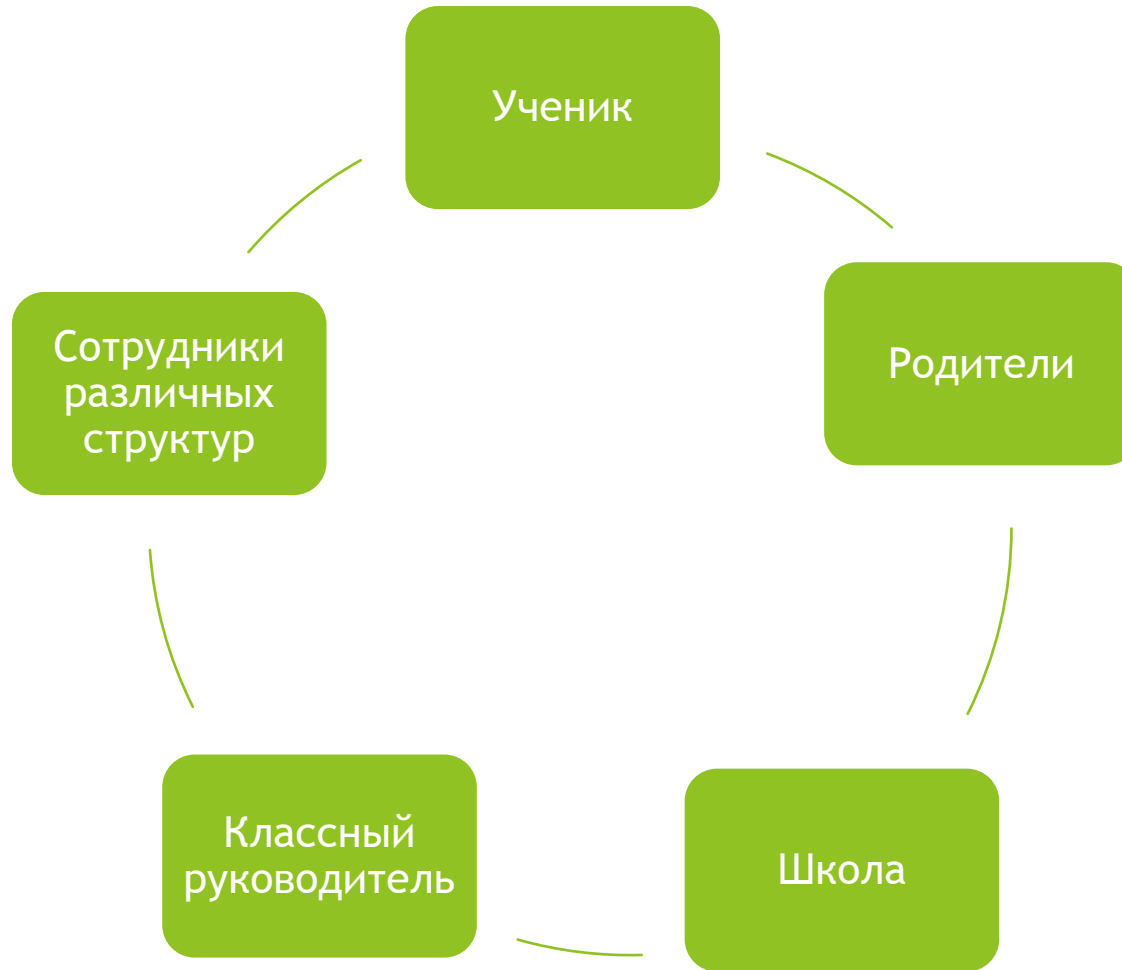 Ученик
Родители
Сотрудники
различных
структур
Классный
руководитель
Школа